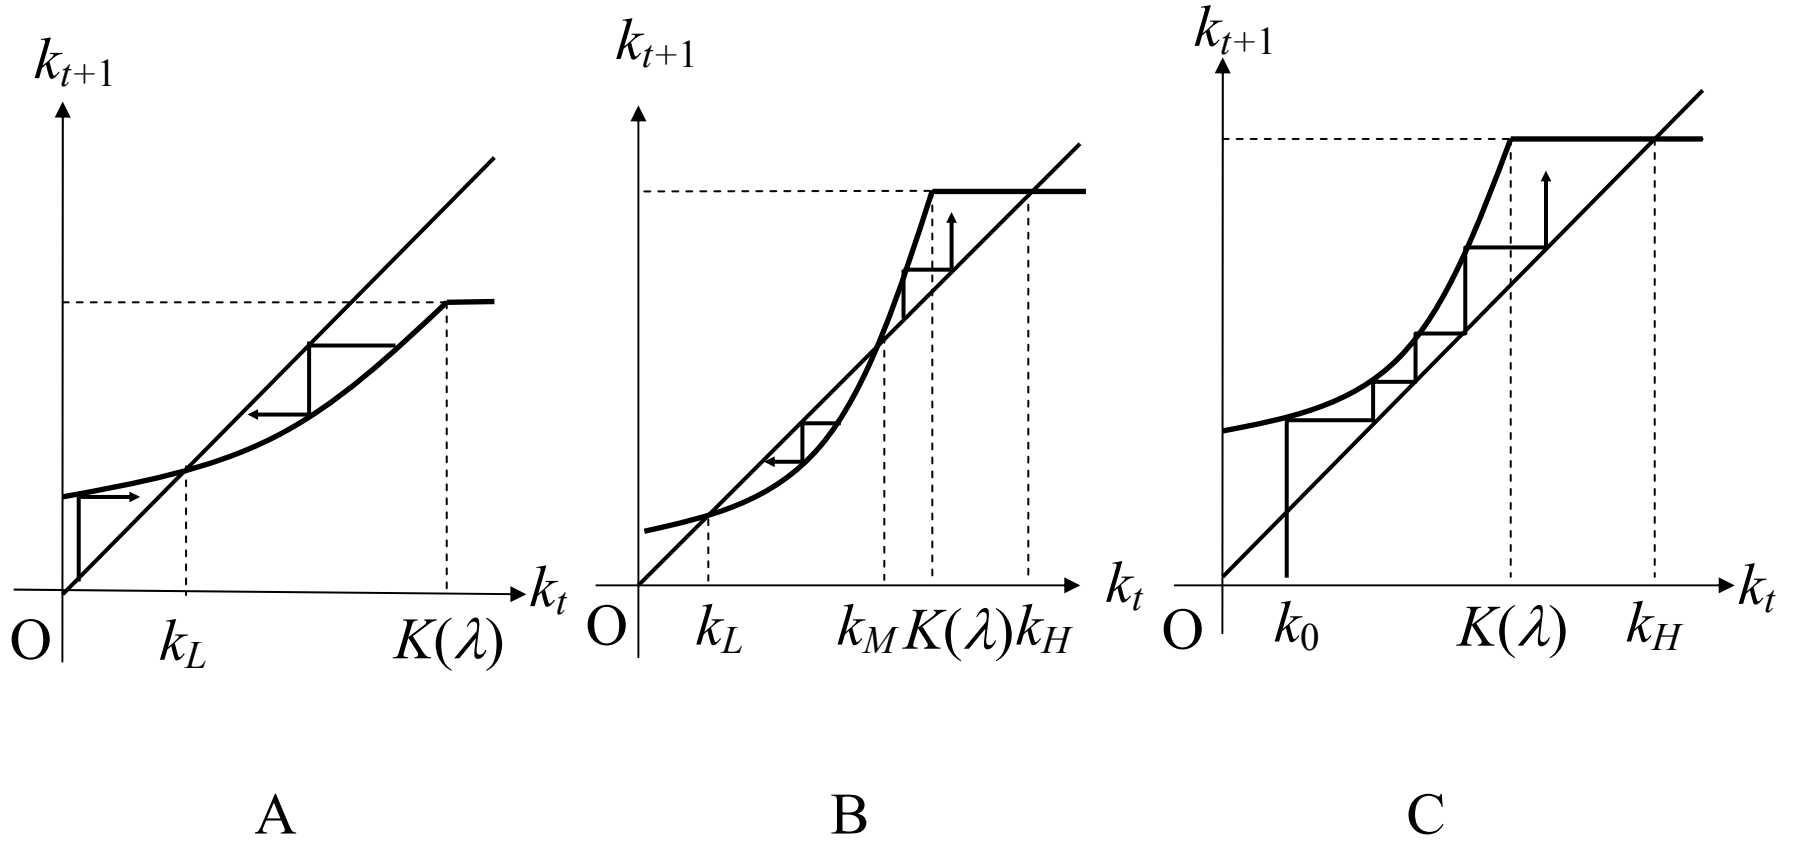 k_{t+1}
k_{t+1}
k_{t+1}
O
k_L
K(λ)
k_t
O
k_L
k_M
K(λ)
k_H
k_t
O
k_0
K(λ)
k_H
k_t
A
B
C